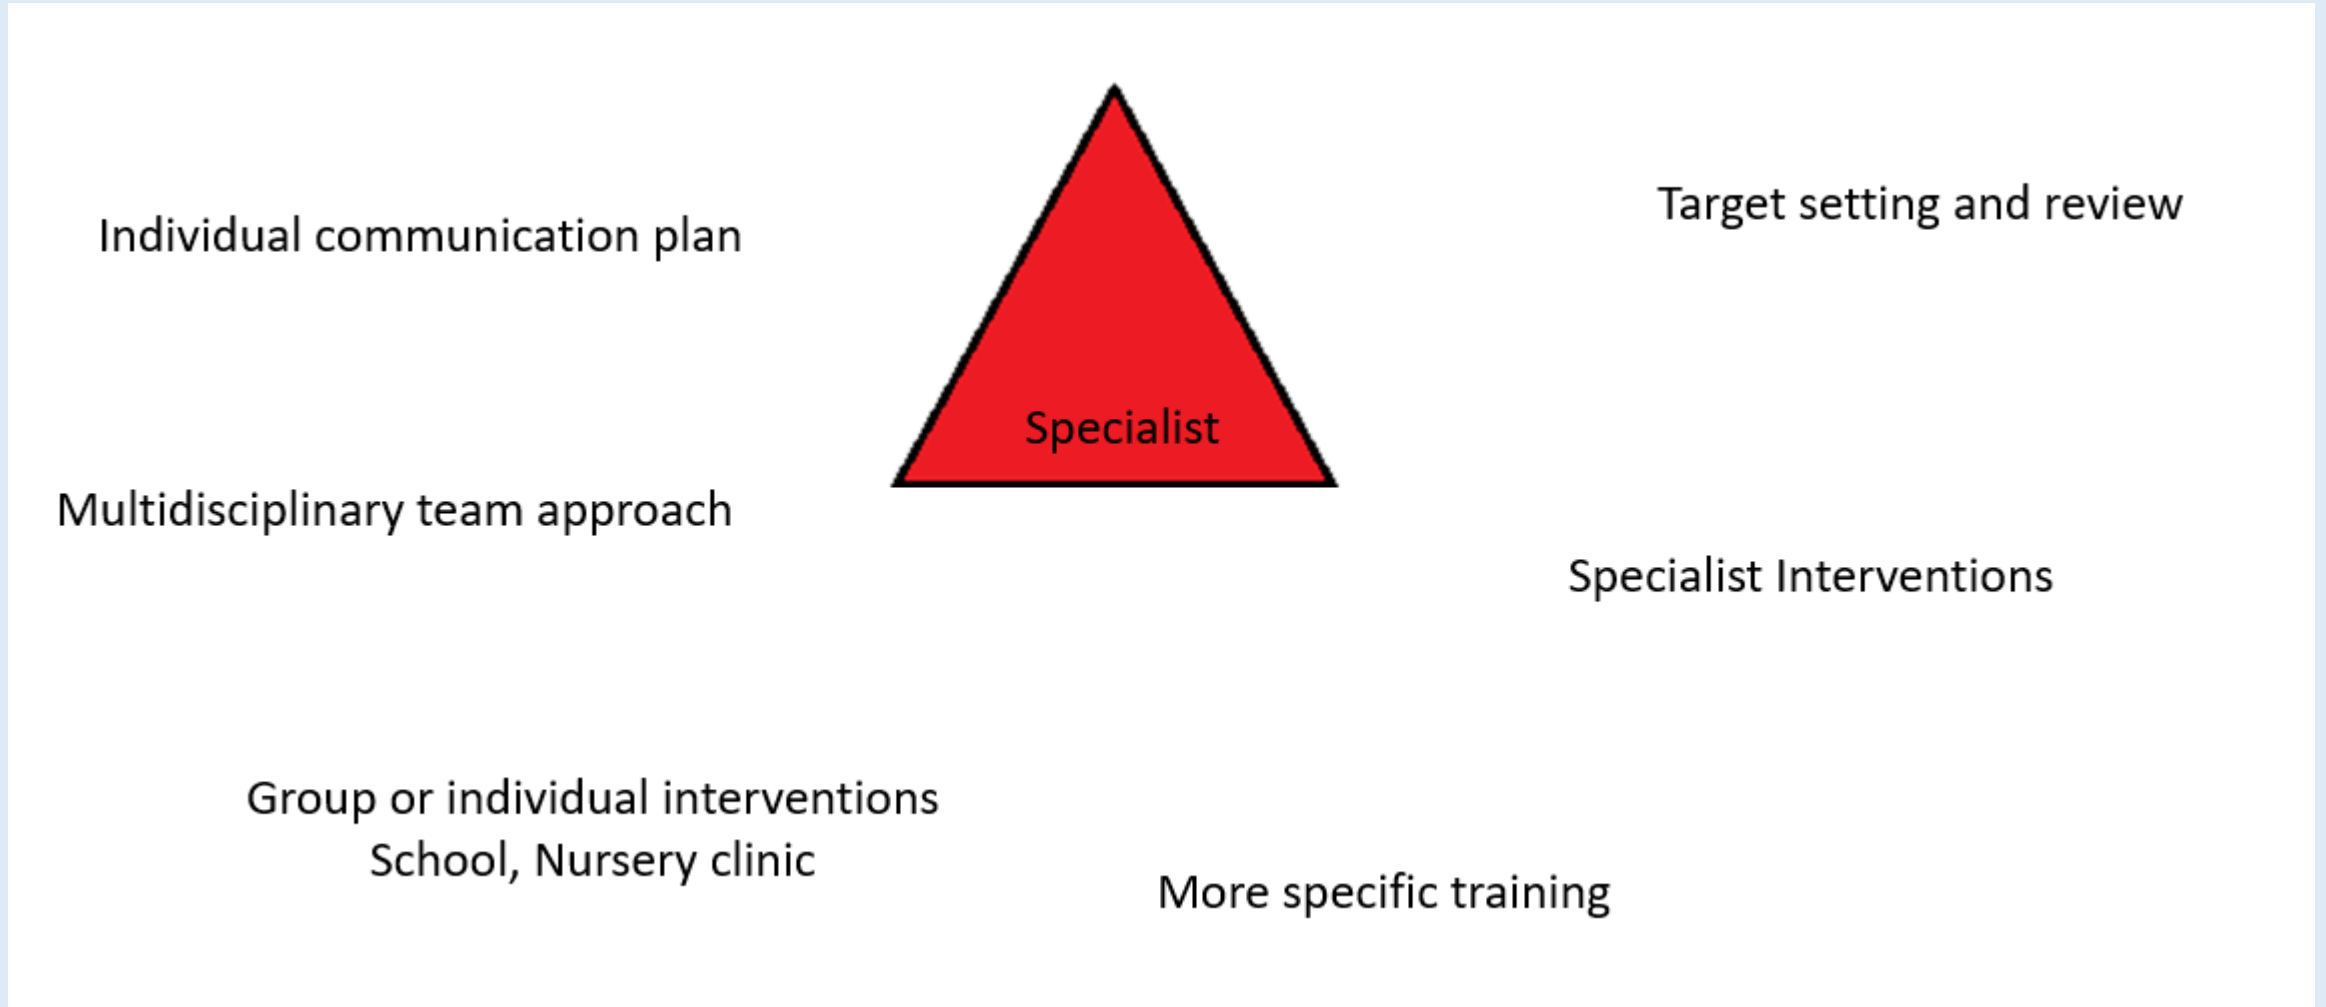 Target setting and review
Individual communication plan
Specialist
Multidisciplinary team approach
Specialist Interventions
Group or individual interventions
School, Nursery clinic
More specific training